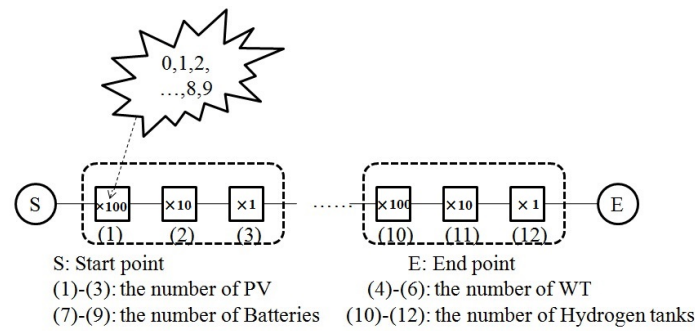 0,1,2,
…,8,9
S ×100 ×10 ×1 ...... ×100 ×10 ×1 E
(1) (2) (3) (10) (11) (12)
S: Start point E: End point
(1)-(3): the number of PV (4)-(6): the number of WT
(7)-(9): the number of Batteries (10)-(12): the number of Hydrogen tanks